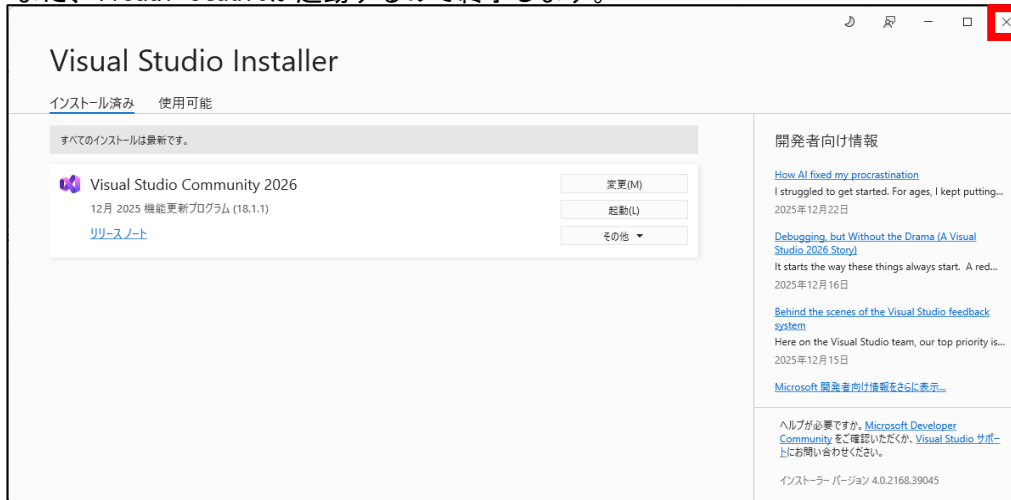 Visual Studio Installer
インストール済み 使用可能
すべてのインストールは最新です。
Visual Studio Community 2026
12月 2025 機能更新プログラム (18.1.1)
リリース ノート
変更(M)
起動(L)
その他
開発者向け情報
How AI fixed my procrastination
I struggled to get started. For ages, I kept putting...
2025年12月22日
Debugging, but Without the Drama (A Visual
Studio 2026 Story)
It starts the way these things always start. A red...
2025年12月16日
Behind the scenes of the Visual Studio feedback
system
Here on the Visual Studio team, our top priority is...
2025年12月15日
Microsoft 開発者向け情報をさらに表示...
ヘルプが必要ですか。Microsoft Developer
Community をご確認いただくか、Visual Studio サポー
トにお問い合わせください。
インストーラー バージョン 4.0.2168.39045